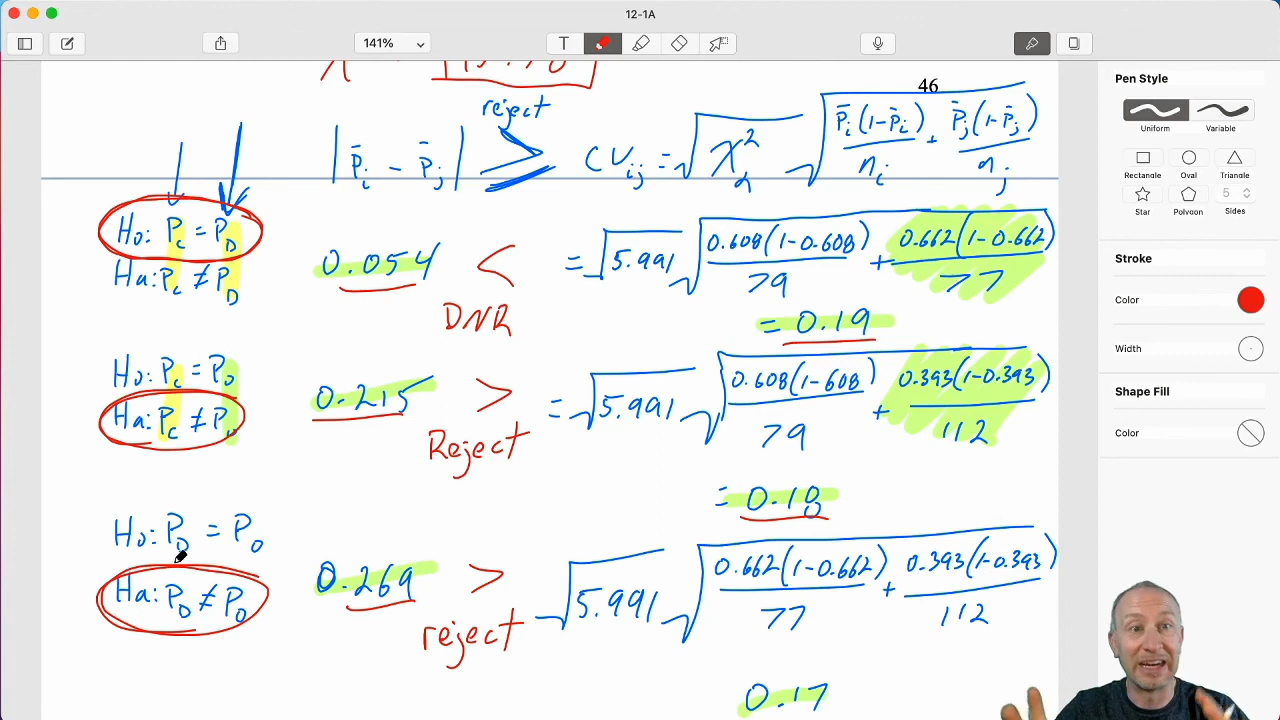 12-1A
141%
T
Pen Style
Uniform Variable
Rectangle Oval Triangle
Star Polygon 5 Sides
Stroke
Color
Width
Shape Fill
Color
46
reject
|p̄i - p̄j| > CVij = √χ²α √p̄i(1-p̄i)/ni + p̄j(1-p̄j)/nj
Ho: Pc = PD
Ha: Pc ≠ PD
0.054 < = √5.991 √0.608(1-0.608)/79 + 0.662(1-0.662)/77
DNR
= 0.19
Ho: Pc = Po
Ha: Pc ≠ Po
0.215 > = √5.991 √0.608(1-608)/79 + 0.393(1-0.393)/112
Reject
= 0.18
Ho: PD = Po
Ha: PD ≠ Po
0.269 > √5.991 √0.662(1-0.662)/77 + 0.393(1-0.393)/112
reject
0.17